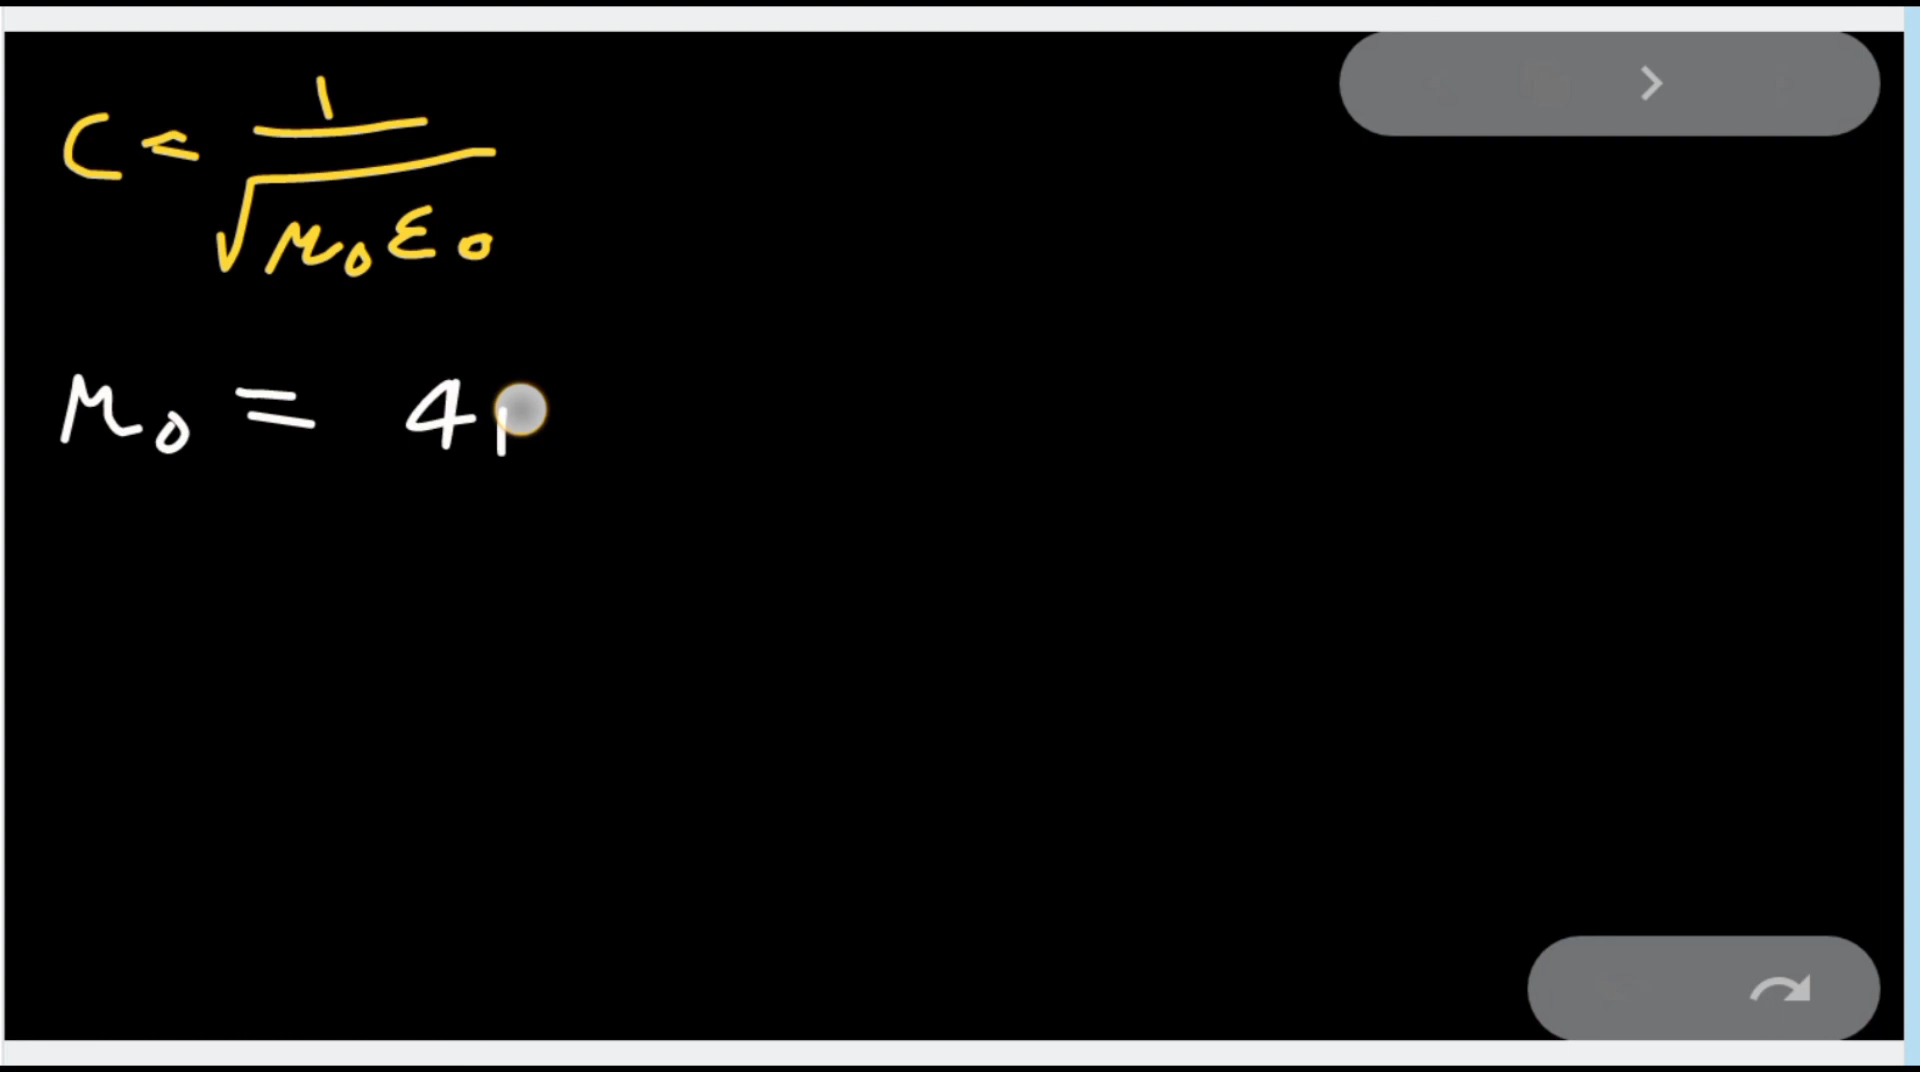 C = 1/√μ₀ε₀
μ₀ = 4